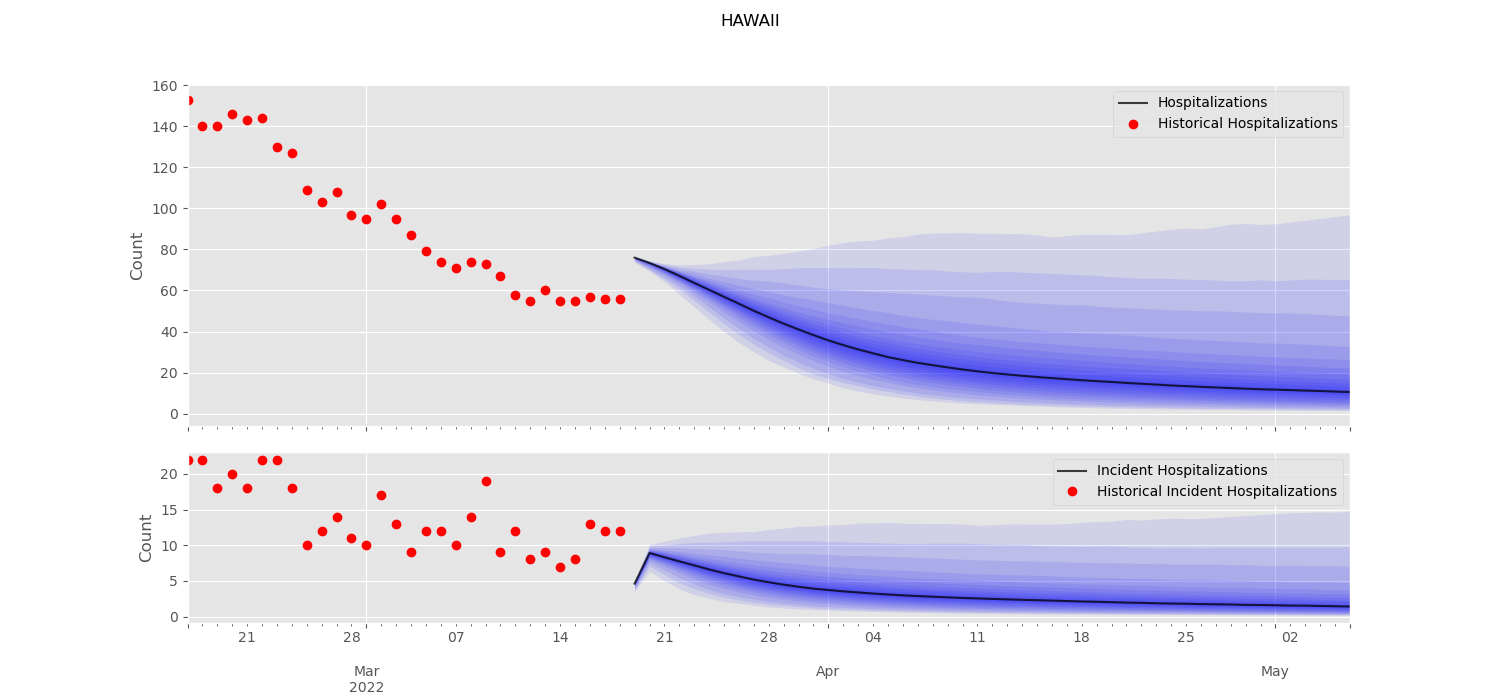 HAWAII
160
140
120
100
80
60
40
20
0
Count
Hospitalizations
Historical Hospitalizations
20
15
10
5
0
Count
Incident Hospitalizations
Historical Incident Hospitalizations
21 28 07 14 21 28 04 11 18 25 02
Mar Apr May
2022